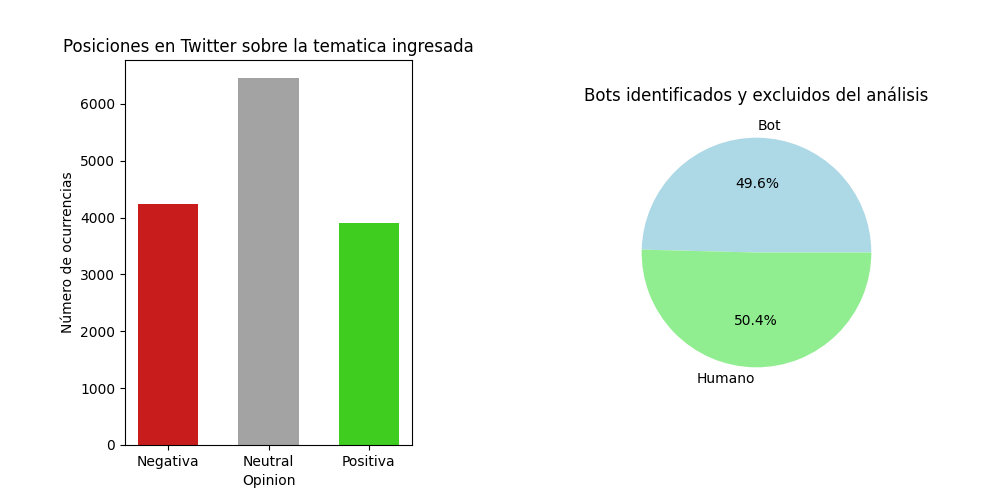 Posiciones en Twitter sobre la tematica ingresada
Número de ocurrencias
6000
5000
4000
3000
2000
1000
0
Negativa
Neutral
Positiva
Opinion
Bots identificados y excluidos del análisis
Bot
49.6%
50.4%
Humano